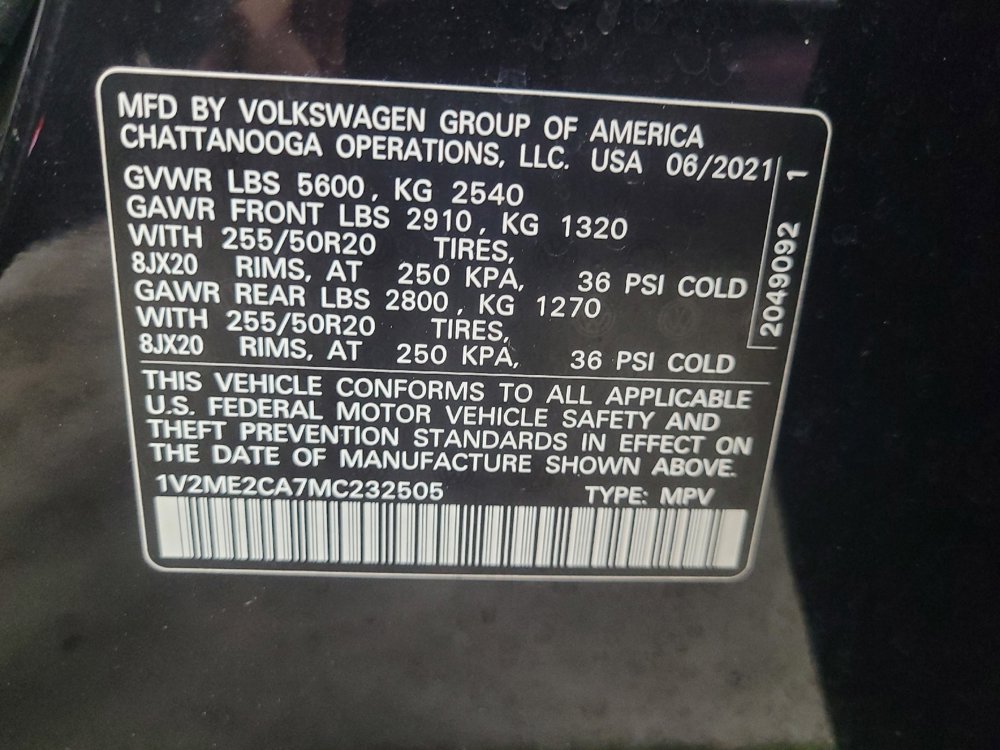 MFD BY VOLKSWAGEN GROUP OF AMERICA
CHATTANOOGA OPERATIONS, LLC. USA 06/2021
GVWR LBS 5600, KG 2540
GAWR FRONT LBS 2910, KG 1320
WITH 255/50R20 TIRES,
8JX20 RIMS, AT 250 KPA, 36 PSI COLD
GAWR REAR LBS 2800, KG 1270
WITH 255/50R20 TIRES,
8JX20 RIMS, AT 250 KPA, 36 PSI COLD
2049092 1
THIS VEHICLE CONFORMS TO ALL APPLICABLE
U.S. FEDERAL MOTOR VEHICLE SAFETY AND
THEFT PREVENTION STANDARDS IN EFFECT ON
THE DATE OF MANUFACTURE SHOWN ABOVE.
1V2ME2CA7MC232505 TYPE: MPV